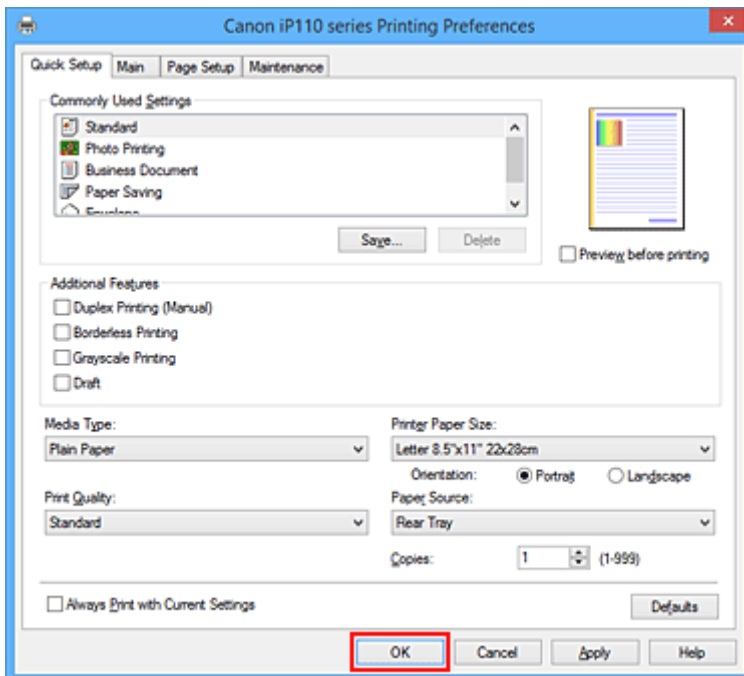 Canon iP110 series Printing Preferences
Quick Setup Main Page Setup Maintenance
Commonly Used Settings
Standard
Photo Printing
Business Document
Paper Saving
Envelope
Save... Delete
Preview before printing
Additional Features
Duplex Printing (Manual)
Borderless Printing
Grayscale Printing
Draft
Media Type: Printer Paper Size:
Plain Paper Letter 8.5"x11" 22x28cm
Orientation: Portrait Landscape
Print Quality: Paper Source:
Standard Rear Tray
Copies: 1 (1-999)
Always Print with Current Settings Defaults
OK Cancel Apply Help